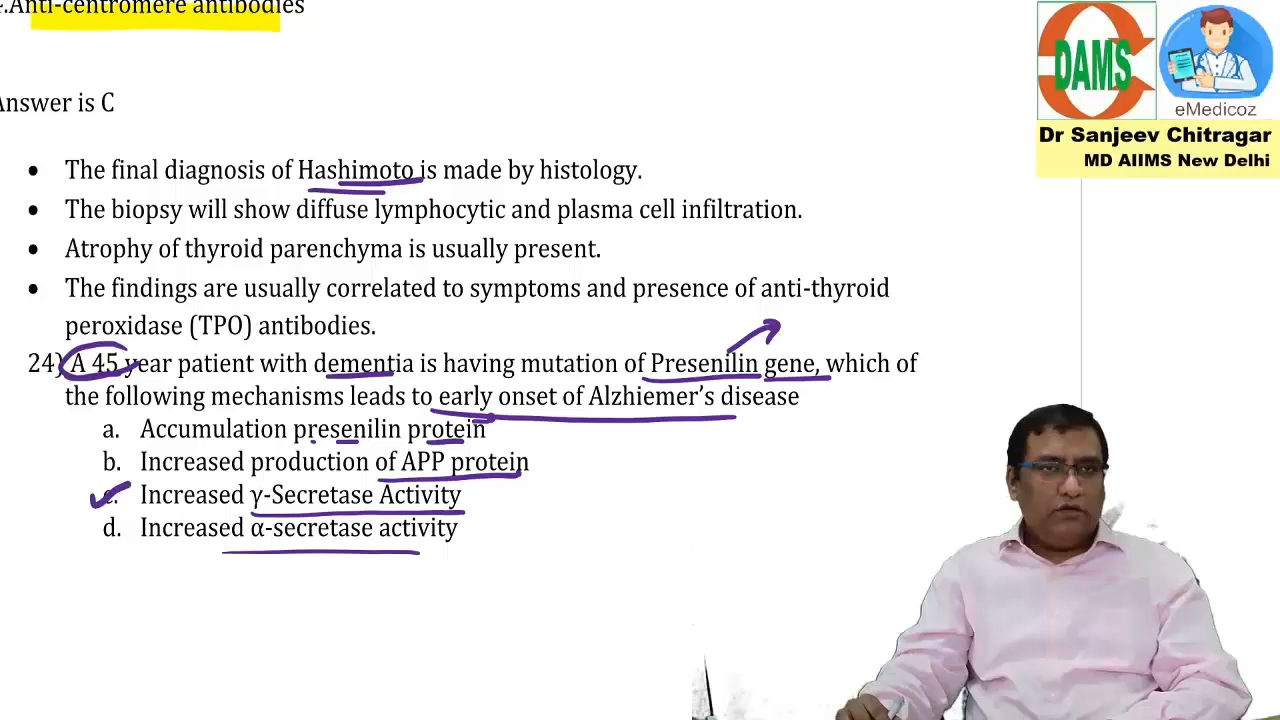 .Anti-centromere antibodies
Answer is C
• The final diagnosis of Hashimoto is made by histology.
• The biopsy will show diffuse lymphocytic and plasma cell infiltration.
• Atrophy of thyroid parenchyma is usually present.
• The findings are usually correlated to symptoms and presence of anti-thyroid
peroxidase (TPO) antibodies.
24) A 45 year patient with dementia is having mutation of Presenilin gene, which of
the following mechanisms leads to early onset of Alzhiemer’s disease
a. Accumulation presenilin protein
b. Increased production of APP protein
c. Increased γ-Secretase Activity
d. Increased α-secretase activity
DAMS
eMedicoz
Dr Sanjeev Chitragar
MD AIIMS New Delhi